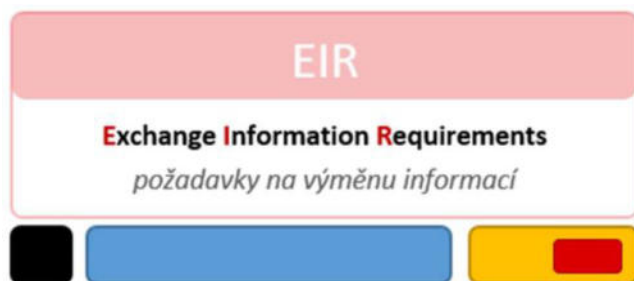 EIR
Exchange Information Requirements
požadavky na výměnu informací